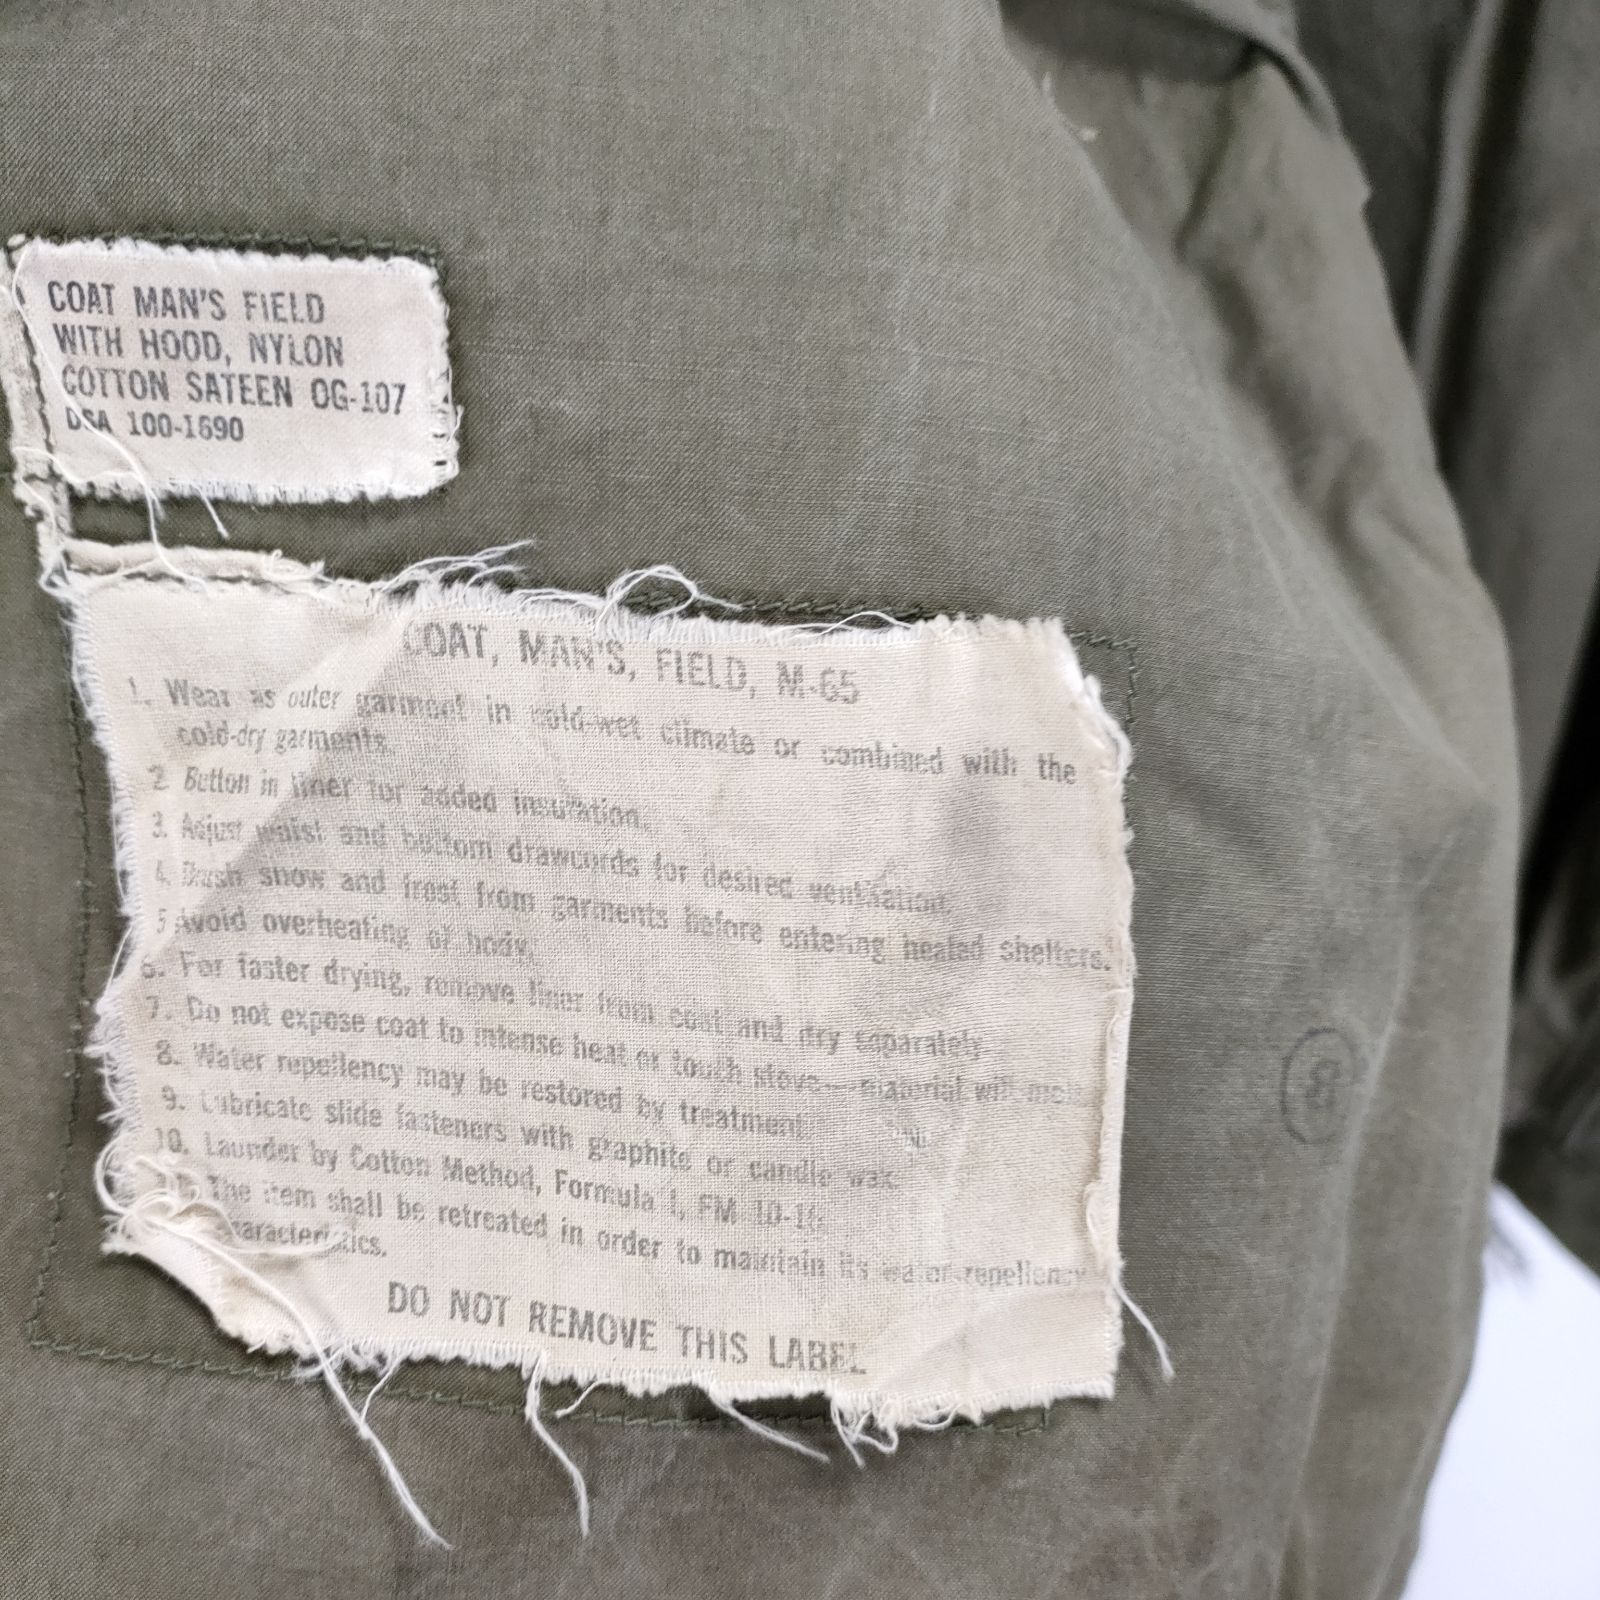 COAT MAN'S FIELD
WITH HOOD, NYLON
COTTON SATEEN OG-107
DSA 100-1690
COAT, MAN'S, FIELD, M-65
1. Wear as outer garment in cold-wet climate or combined with the
cold-dry garments.
2. Button in liner for added insulation.
3. Adjust waist and bottom drawcords for desired ventilation.
4. Brush snow and frost from garments before entering heated shelters.
5 Avoid overheating of body.
6. For faster drying, remove liner from coat and dry separately
7. Do not expose coat to intense heat or touch stove—material will melt
8. Water repellency may be restored by treatment
9. Lubricate slide fasteners with graphite or candle wax.
10. Launder by Cotton Method, Formula I, FM 10-16
11. The item shall be retreated in order to maintain its water-repellency
characteristics.
DO NOT REMOVE THIS LABEL